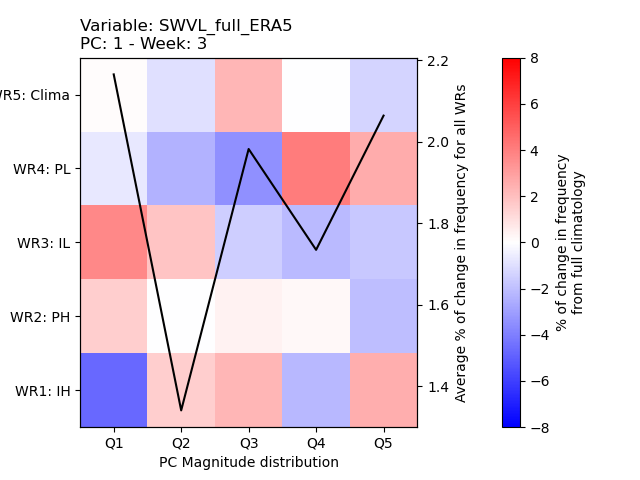 Variable: SWVL_full_ERA5
PC: 1 - Week: 3
R5: Clima
WR4: PL
WR3: IL
WR2: PH
WR1: IH
Q1 Q2 Q3 Q4 Q5
PC Magnitude distribution
2.2
2.0
1.8
1.6
1.4
Average % of change in frequency for all WRs
8
6
4
2
0
−2
−4
−6
−8
% of change in frequency
from full climatology